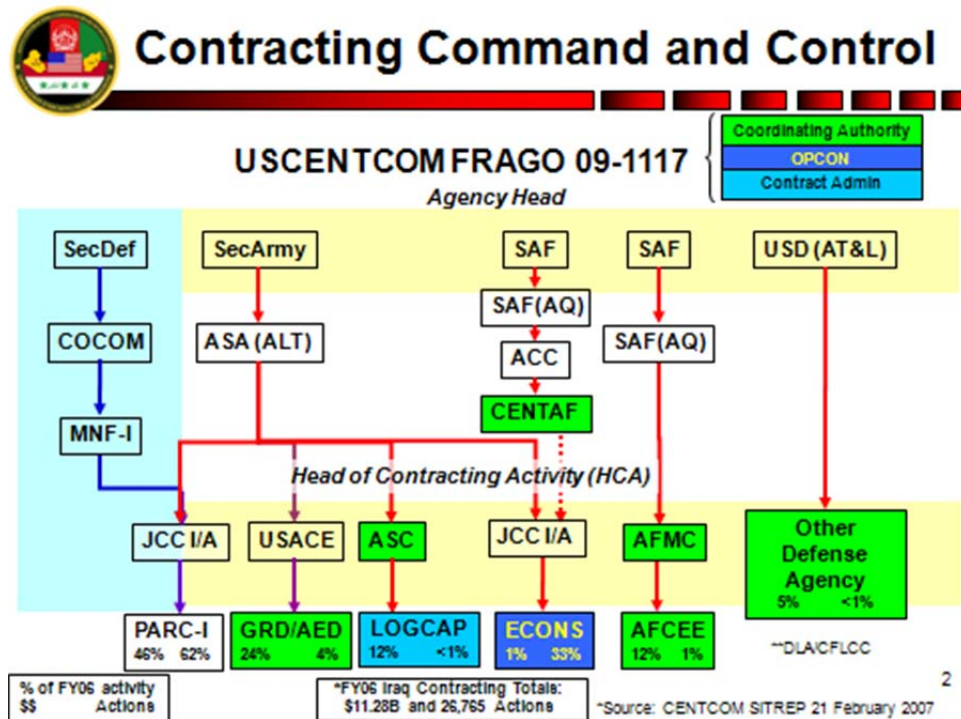 Contracting Command and Control
USCENTCOM FRAGO 09-1117
Coordinating Authority
OPCON
Contract Admin
Agency Head
SecDef
SecArmy
SAF
SAF
USD (AT&L)
SAF(AQ)
COCOM
ASA (ALT)
SAF(AQ)
ACC
CENTAF
MNF-I
Head of Contracting Activity (HCA)
JCC I/A
USACE
ASC
JCC I/A
AFMC
Other
Defense
Agency
5% <1%
PARC-I
46% 62%
GRD/AED
24% 4%
LOGCAP
12% <1%
ECONS
1% 33%
AFCEE
12% 1%
**DLA/CFLCC
2
% of FY06 activity
$$ Actions
*FY06 Iraq Contracting Totals:
$11.28B and 26,765 Actions
*Source: CENTCOM SITREP 21 February 2007